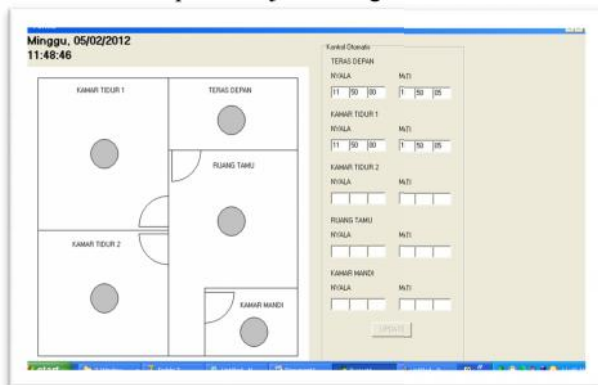 Minggu, 05/02/2012
11:48:46
KAMAR TIDUR 1
TERAS DEPAN
RUANG TAMU
KAMAR TIDUR 2
KAMAR MANDI
Kontrol Otomatis
TERAS DEPAN
NYALA MATI
11 50 00 1 50 05
KAMAR TIDUR 1
NYALA MATI
11 50 00 1 50 05
KAMAR TIDUR 2
NYALA MATI
RUANG TAMU
NYALA MATI
KAMAR MANDI
NYALA MATI
UPDATE
start